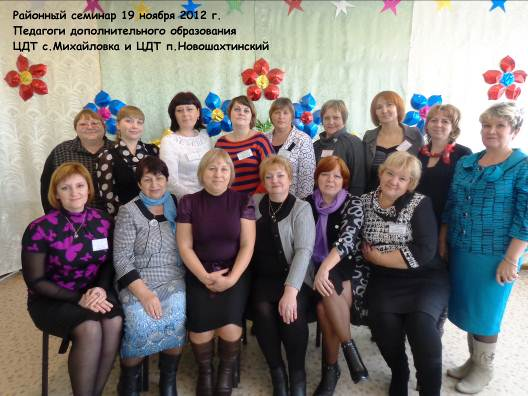 Районный семинар 19 ноября 2012 г.
Педагоги дополнительного образования
ЦДТ с.Михайловка и ЦДТ п.Новошахтинский